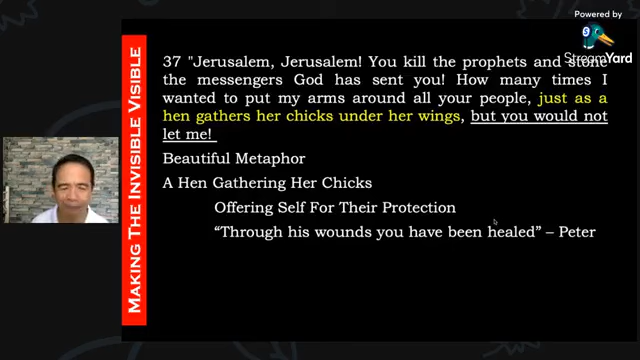 Powered by
StreamYard
MAKING THE INVISIBLE VISIBLE
37 "Jerusalem, Jerusalem! You kill the prophets and stone
the messengers God has sent you! How many times I
wanted to put my arms around all your people, just as a
hen gathers her chicks under her wings, but you would not
let me!
Beautiful Metaphor
A Hen Gathering Her Chicks
Offering Self For Their Protection
“Through his wounds you have been healed” – Peter